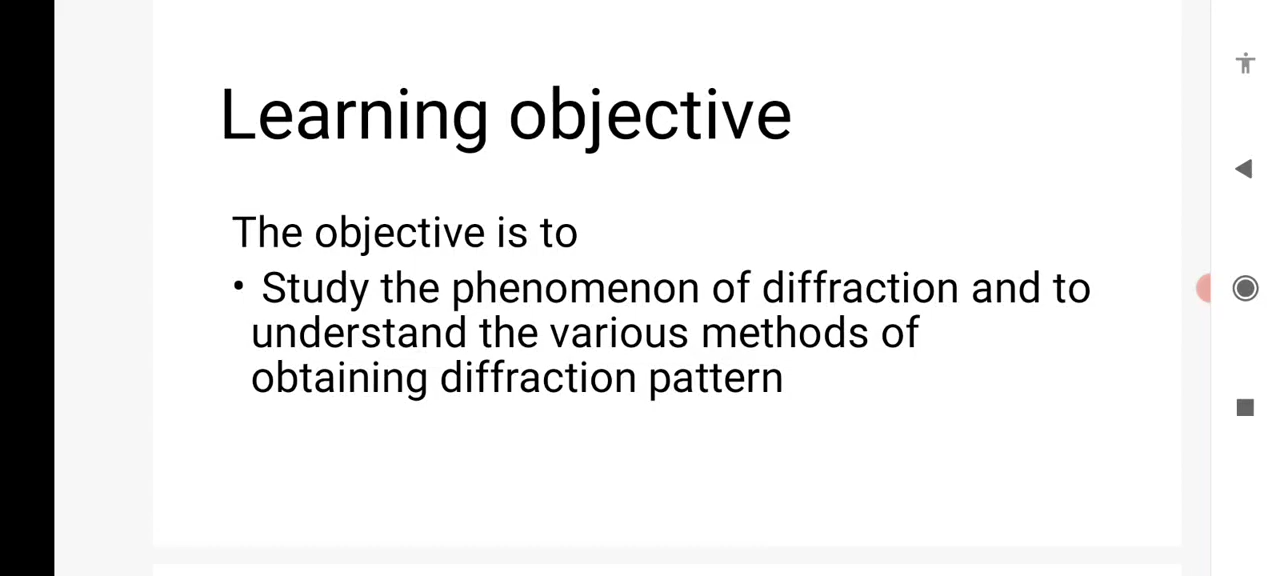 Learning objective
The objective is to
• Study the phenomenon of diffraction and to
understand the various methods of
obtaining diffraction pattern